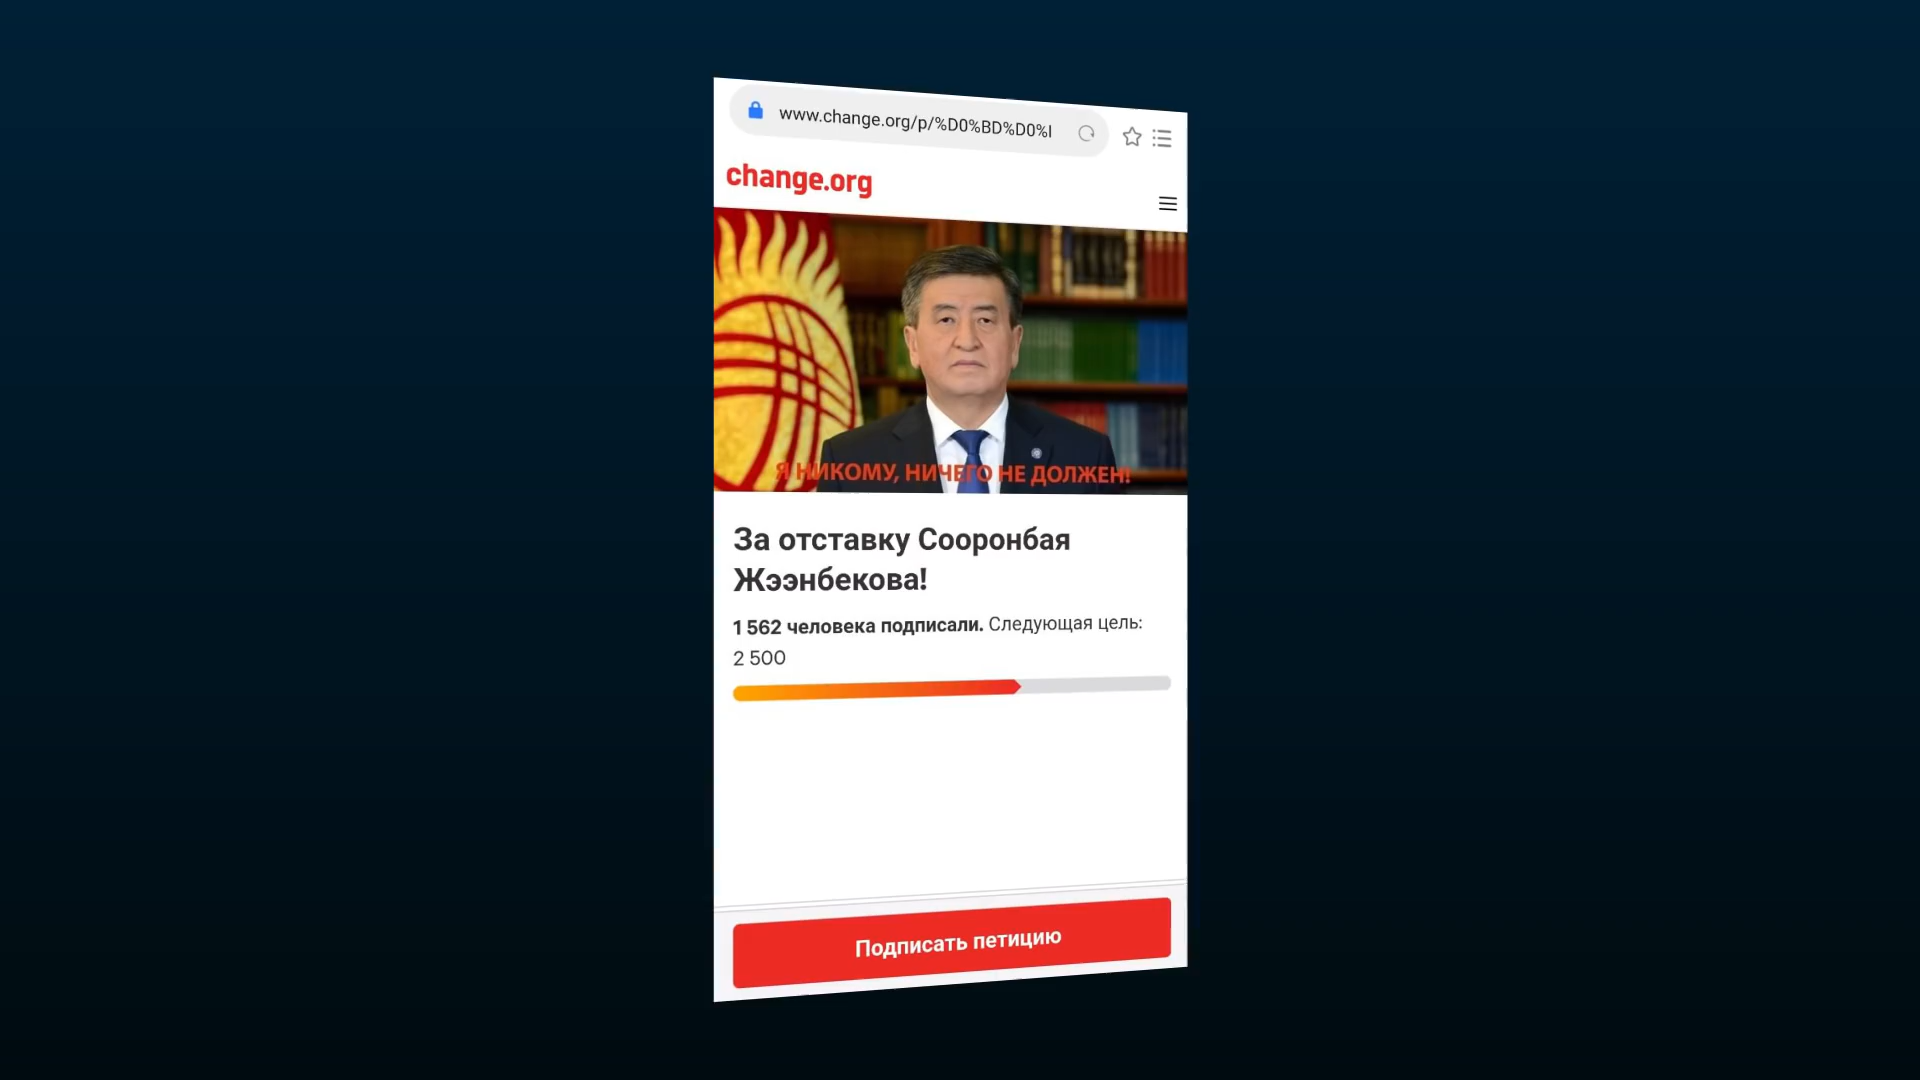 www.change.org/p/%D0%BD%D0%I
change.org
Я НИКОМУ, НИЧЕГО НЕ ДОЛЖЕН!
За отставку Сооронбая
Жээнбекова!
1 562 человека подписали. Следующая цель:
2 500
Подписать петицию